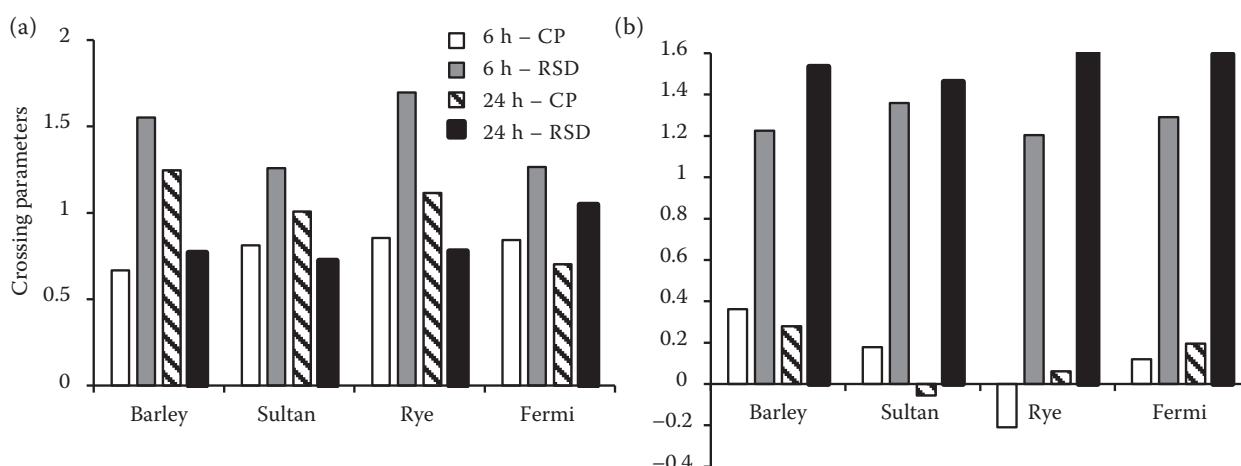 (a)
Crossing parameters
2
1.5
1
0.5
0
Barley Sultan Rye Fermi
6 h – CP
6 h – RSD
24 h – CP
24 h – RSD
(b)
1.6
1.4
1.2
1
0.8
0.6
0.4
0.2
0
–0.2
–0.4
Barley Sultan Rye Fermi